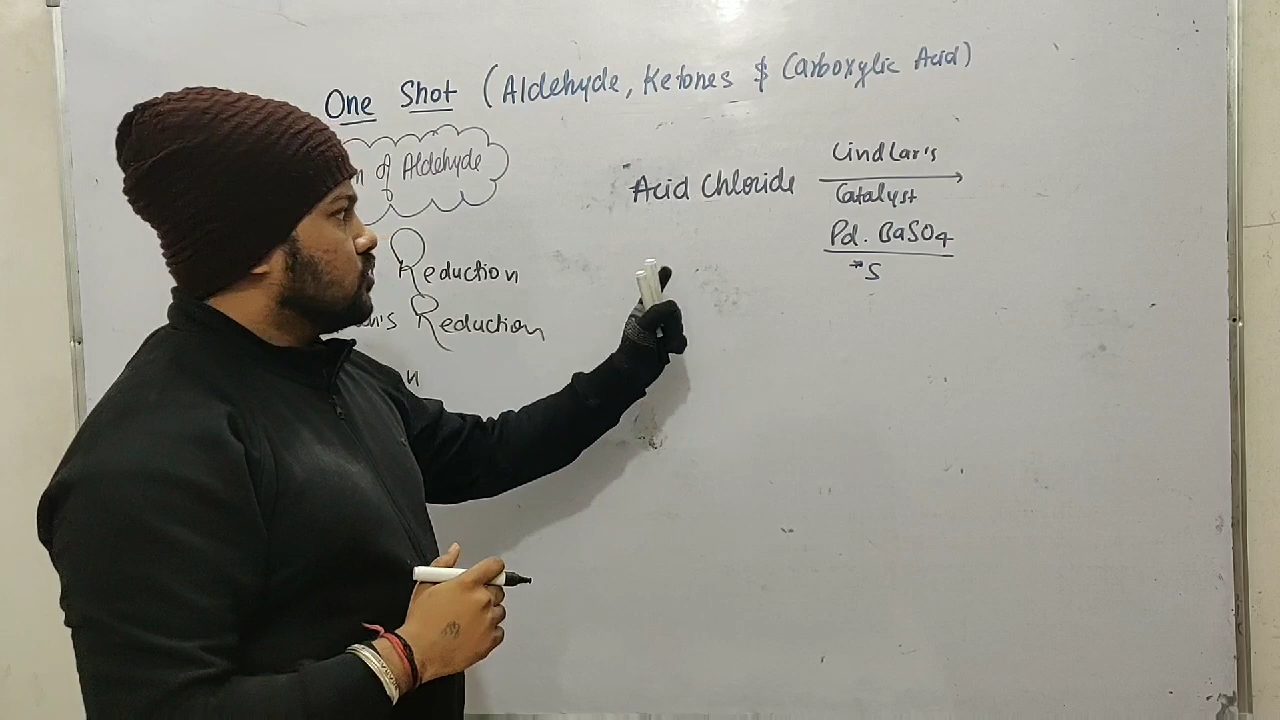 One Shot (Aldehyde, Ketones $ Carboxylic Acid)
of Aldehyde
Reduction
Reduction
Acid Chloride
Lindlar's
Catalyst
Pd. BaSO4
S